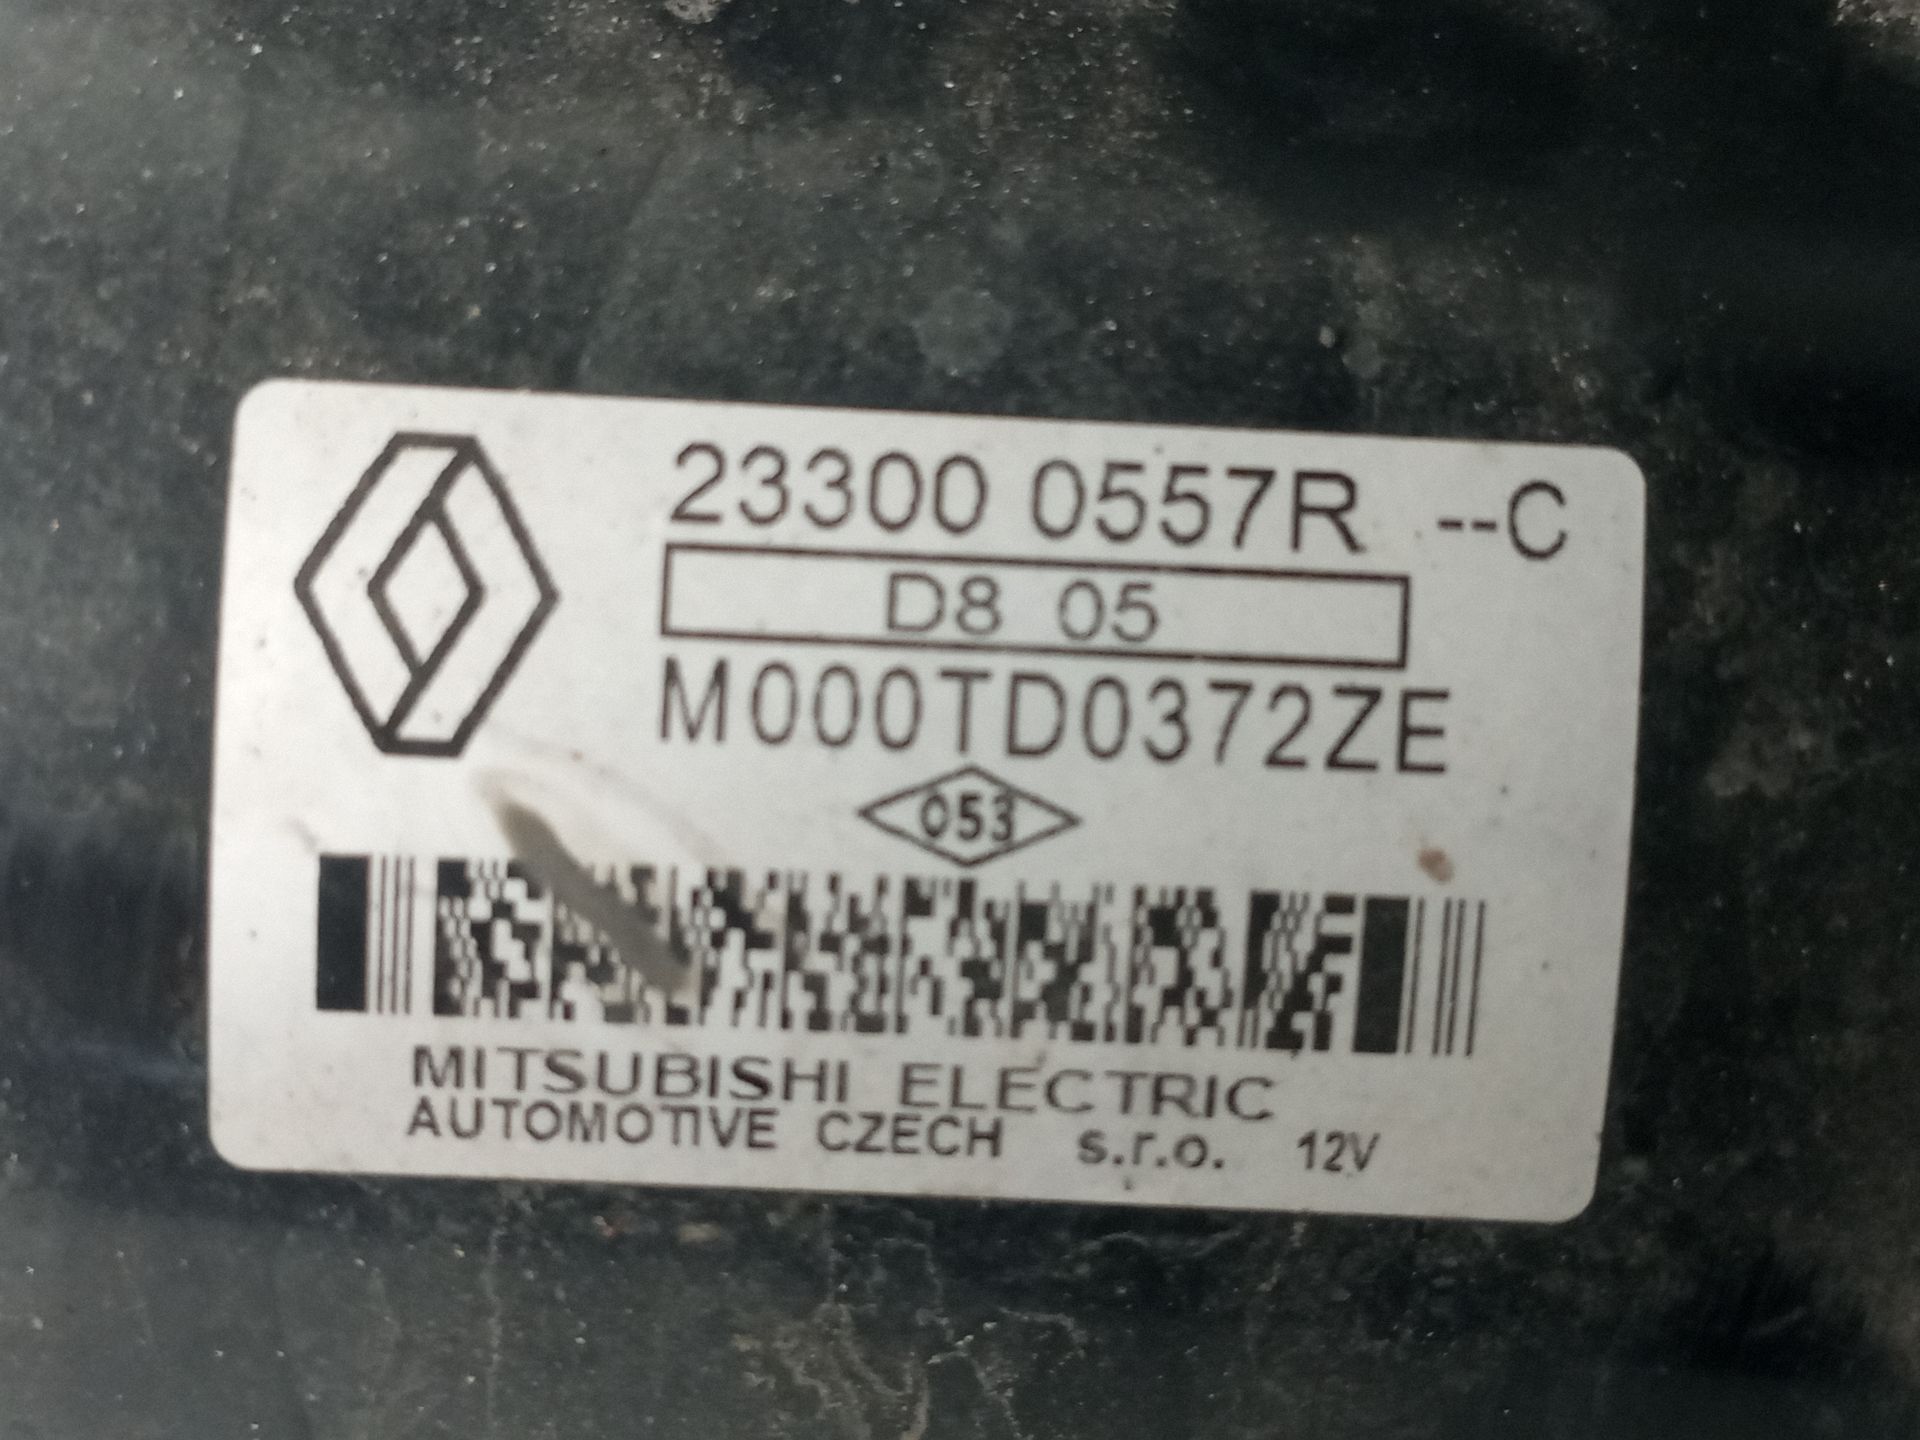 23300 0557R --C
D8 05
M000TD0372ZE
053
MITSUBISHI ELECTRIC
AUTOMOTIVE CZECH s.r.o. 12V